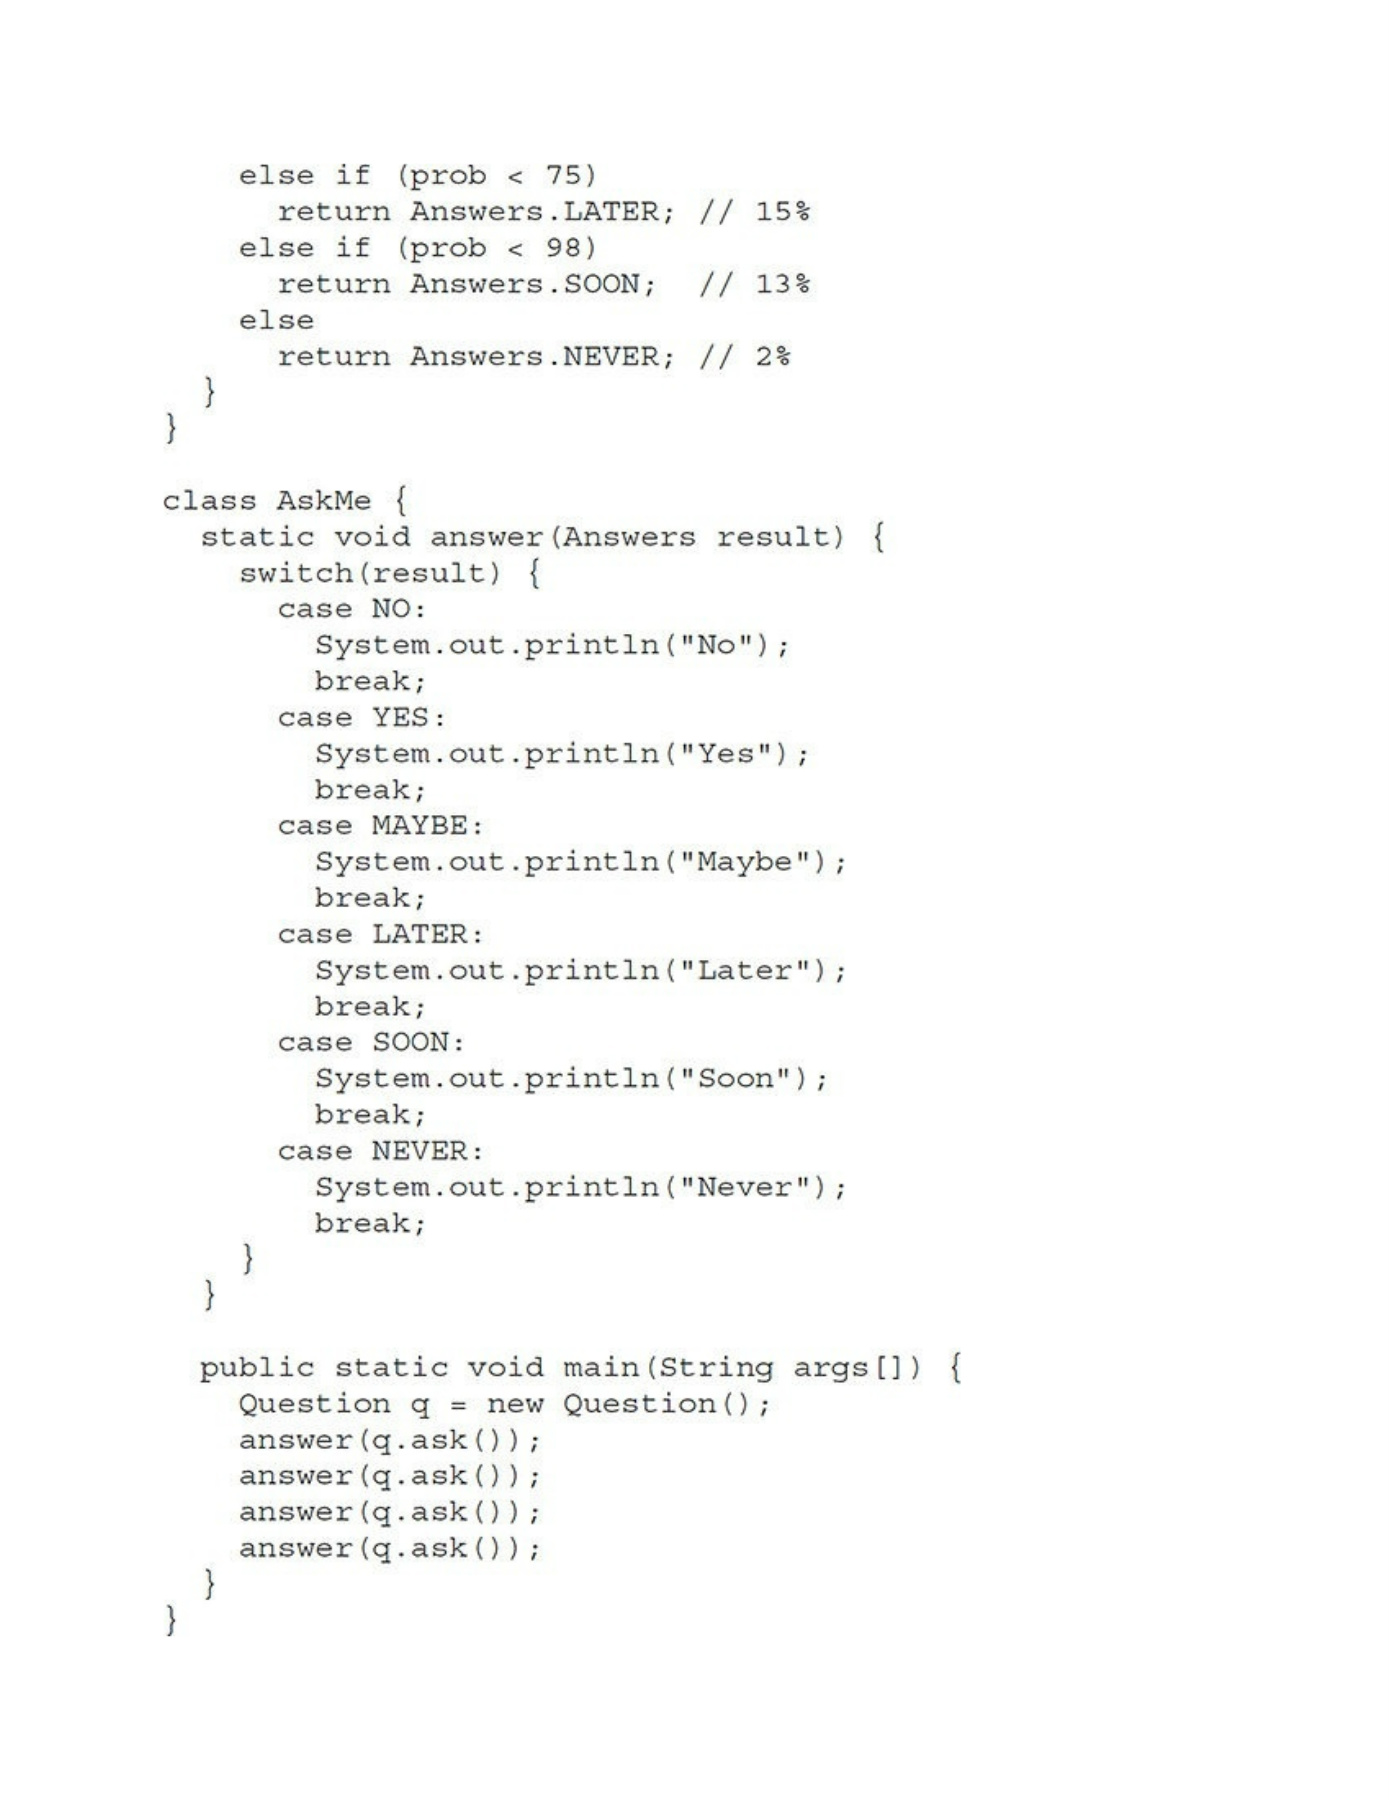 else if (prob < 75)
      return Answers.LATER; // 15%
    else if (prob < 98)
      return Answers.SOON;  // 13%
    else
      return Answers.NEVER; // 2%
  }
}

class AskMe {
  static void answer(Answers result) {
    switch(result) {
      case NO:
        System.out.println("No");
        break;
      case YES:
        System.out.println("Yes");
        break;
      case MAYBE:
        System.out.println("Maybe");
        break;
      case LATER:
        System.out.println("Later");
        break;
      case SOON:
        System.out.println("Soon");
        break;
      case NEVER:
        System.out.println("Never");
        break;
    }
  }

  public static void main(String args[]) {
    Question q = new Question();
    answer(q.ask());
    answer(q.ask());
    answer(q.ask());
    answer(q.ask());
  }
}